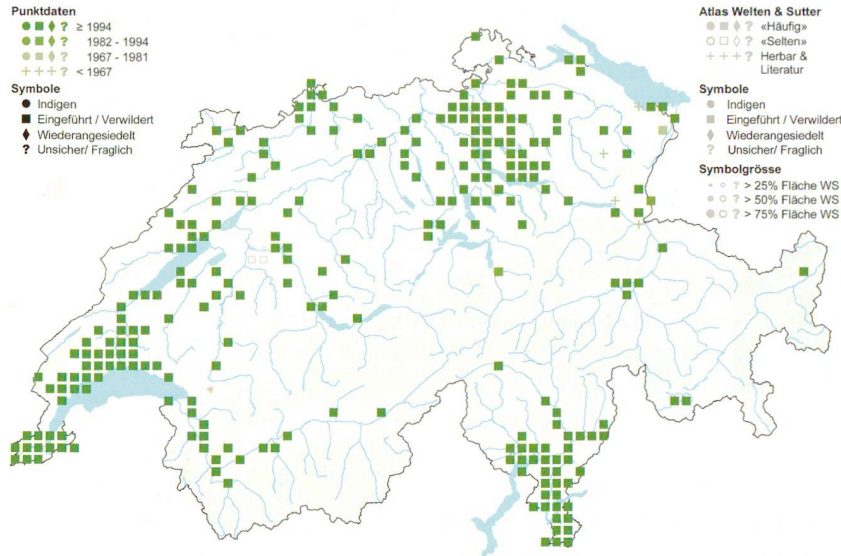 Punktdaten
? ≥ 1994
? 1982 - 1994
? 1967 - 1981
+++? < 1967
Symbole
Indigen
Eingeführt / Verwildert
Wiederangesiedelt
? Unsicher/ Fraglich
Atlas Welten & Sutter
? «Häufig»
? «Selten»
+++? Herbar &
Literatur
Symbole
Indigen
Eingeführt / Verwildert
Wiederangesiedelt
? Unsicher/ Fraglich
Symbolgrösse
? > 25% Fläche WS
? > 50% Fläche WS
? > 75% Fläche WS